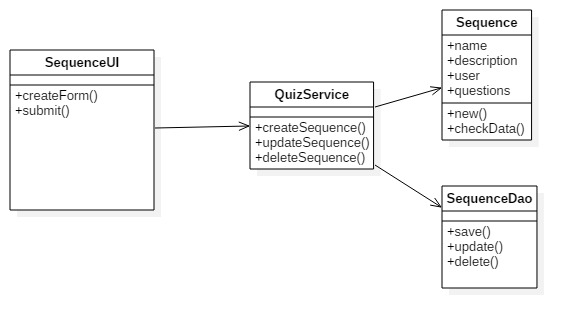 SequenceUI
+createForm()
+submit()
QuizService
+createSequence()
+updateSequence()
+deleteSequence()
Sequence
+name
+description
+user
+questions
+new()
+checkData()
SequenceDao
+save()
+update()
+delete()